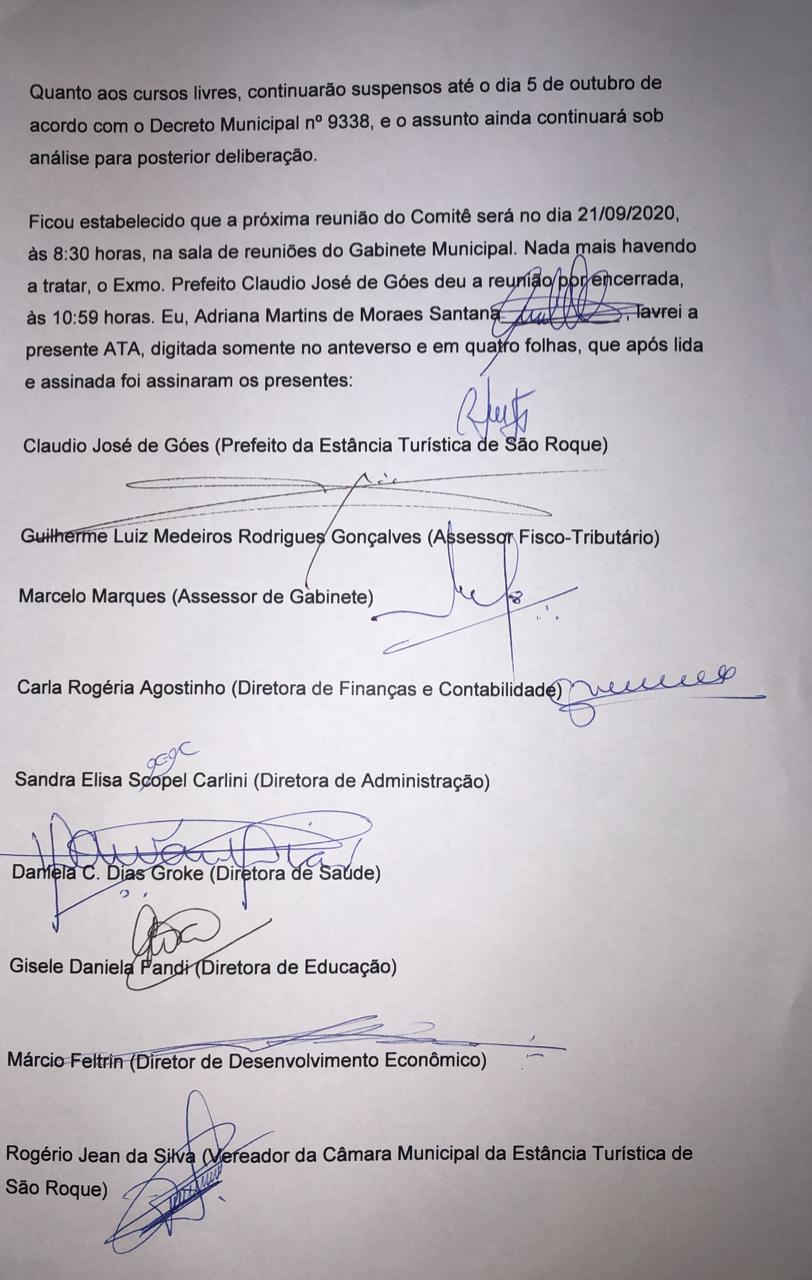 Quanto aos cursos livres, continuarão suspensos até o dia 5 de outubro de
acordo com o Decreto Municipal nº 9338, e o assunto ainda continuará sob
análise para posterior deliberação.
Ficou estabelecido que a próxima reunião do Comitê será no dia 21/09/2020,
às 8:30 horas, na sala de reuniões do Gabinete Municipal. Nada mais havendo
a tratar, o Exmo. Prefeito Claudio José de Góes deu a reunião por encerrada,
às 10:59 horas. Eu, Adriana Martins de Moraes Santana , lavrei a
presente ATA, digitada somente no anteverso e em quatro folhas, que após lida
e assinada foi assinaram os presentes:
Claudio José de Góes (Prefeito da Estância Turística de São Roque)
Guilherme Luiz Medeiros Rodrigues Gonçalves (Assessor Fisco-Tributário)
Marcelo Marques (Assessor de Gabinete)
Carla Rogéria Agostinho (Diretora de Finanças e Contabilidade)
Sandra Elisa Scopel Carlini (Diretora de Administração)
Daniela C. Dias Groke (Diretora de Saúde)
Gisele Daniela Pandi (Diretora de Educação)
Márcio Feltrin (Diretor de Desenvolvimento Econômico)
Rogério Jean da Silva (Vereador da Câmara Municipal da Estância Turística de
São Roque)